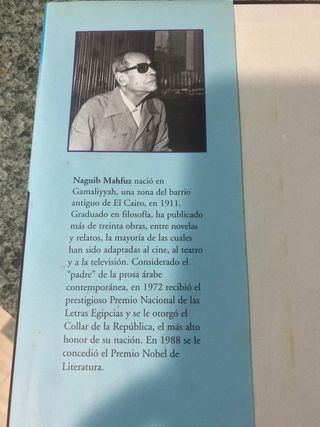 Naguib Mahfuz nació en
Gamaliyyah, una zona del barrio
antiguo de El Cairo, en 1911.
Graduado en filosofía, ha publicado
más de treinta obras, entre novelas
y relatos, la mayoría de las cuales
han sido adaptadas al cine, al teatro
y a la televisión. Considerado el
"padre" de la prosa árabe
contemporánea, en 1972 recibió el
prestigioso Premio Nacional de las
Letras Egipcias y se le otorgó el
Collar de la República, el más alto
honor de su nación. En 1988 se le
concedió el Premio Nobel de
Literatura.